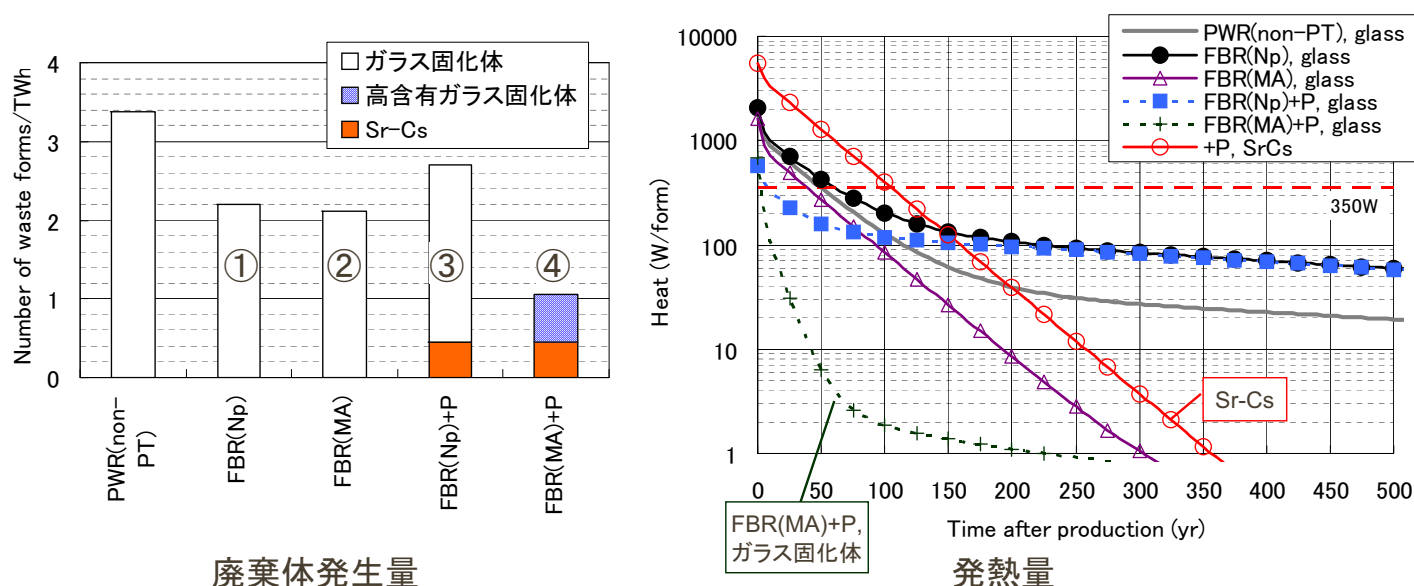 4
3
2
1
0
Number of waste forms/TWh
ガラス固化体
高含有ガラス固化体
Sr-Cs
①
②
③
④
PWR(non-
PT)
FBR(Np)
FBR(MA)
FBR(Np)+P
FBR(MA)+P
廃棄体発生量
PWR(non-PT), glass
FBR(Np), glass
FBR(MA), glass
FBR(Np)+P, glass
FBR(MA)+P, glass
+P, SrCs
10000
1000
100
10
1
Heat (W/form)
350W
Sr-Cs
0 50 100 150 200 250 300 350 400 450 500
FBR(MA)+P,
ガラス固化体
Time after production (yr)
発熱量